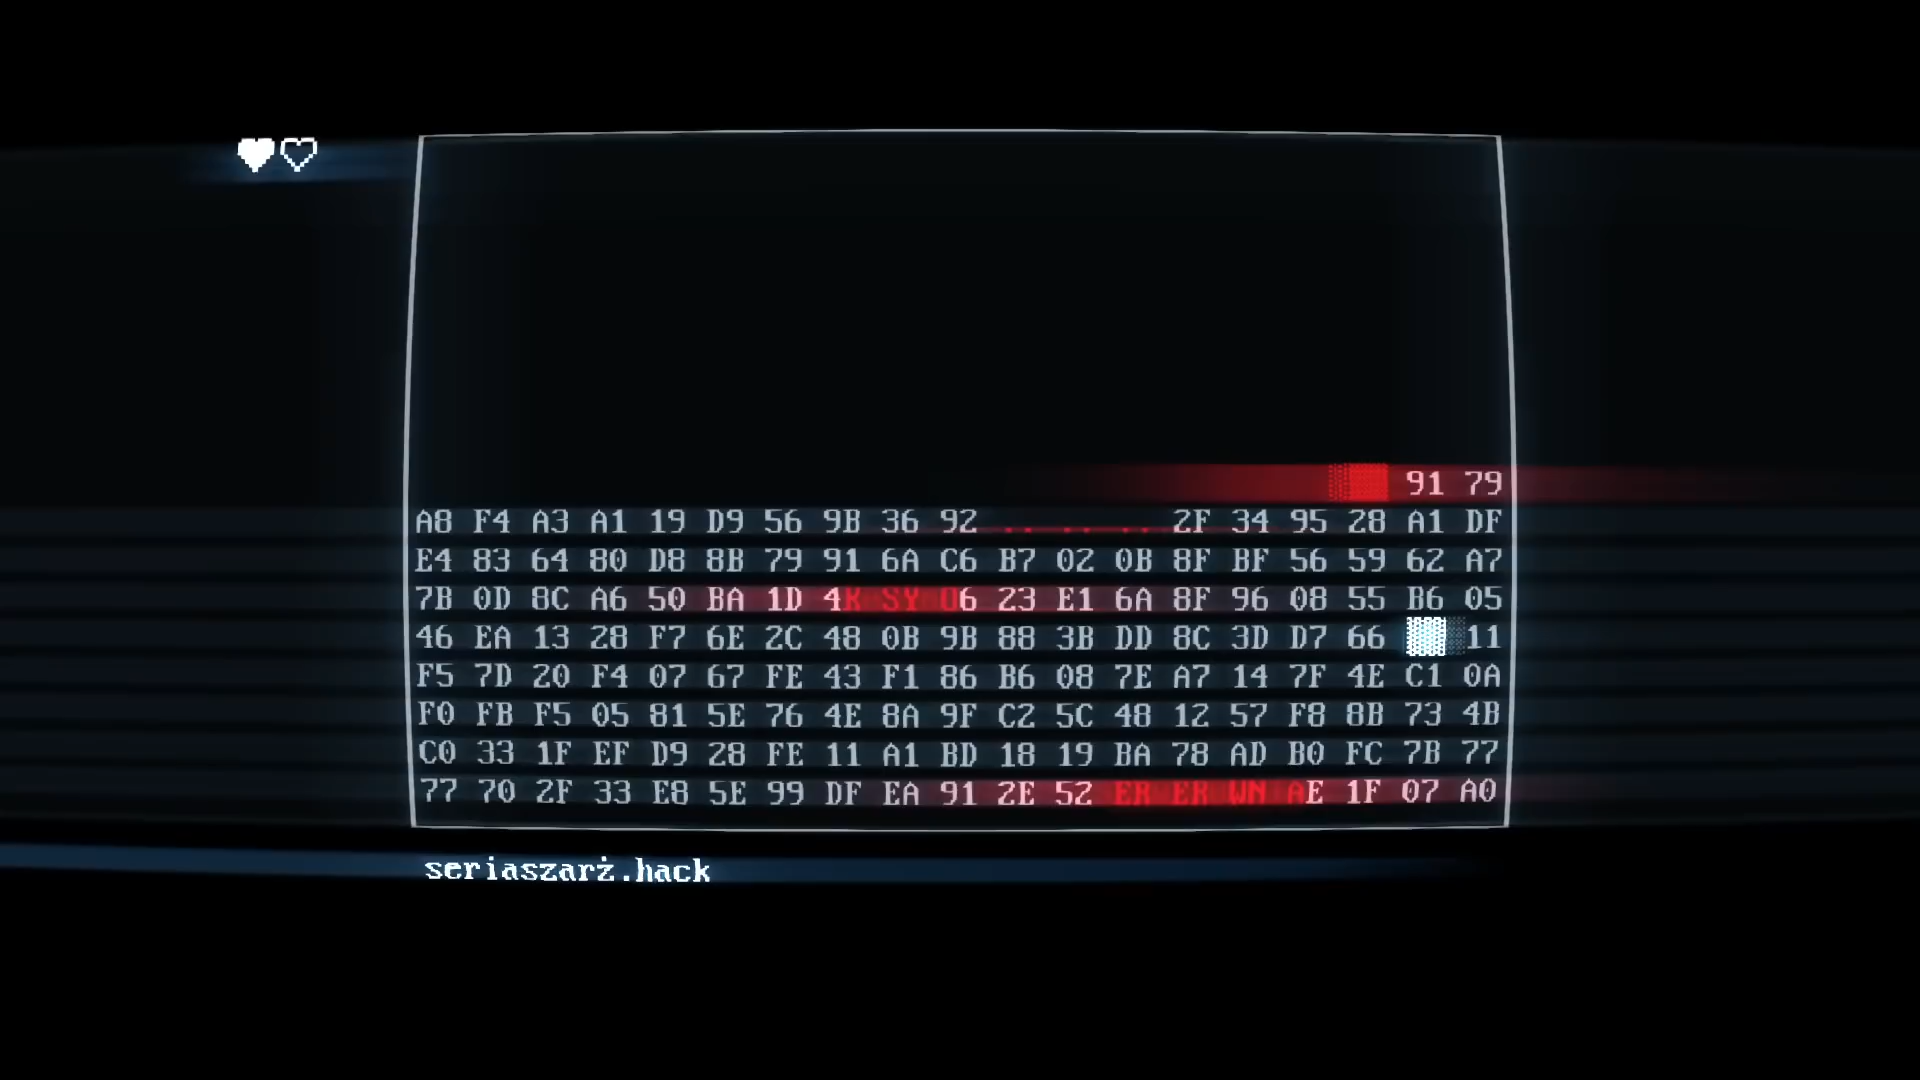 91 79
A8 F4 A3 A1 19 D9 56 9B 36 92 .. .. .. 2F 34 95 28 A1 DF
E4 83 64 80 D8 8B 79 91 6A C6 B7 02 0B 8F BF 56 59 62 A7
7B 0D 8C A6 50 BA 1D 4R SY O6 23 E1 6A 8F 96 08 55 B6 05
46 EA 13 28 F7 6E 2C 48 0B 9B 88 3B DD 8C 3D D7 66 11
F5 7D 20 F4 07 67 FE 43 F1 86 B6 08 7E A7 14 7F 4E C1 0A
F0 FB F5 05 81 5E 76 4E 8A 9F C2 5C 48 12 57 F8 8B 73 4B
C0 33 1F EF D9 28 FE 11 A1 BD 18 19 BA 78 AD B0 FC 7B 77
77 70 2F 33 E8 5E 99 DF EA 91 2E 52 ER ER WN AE 1F 07 A0
seriaszarż.hack